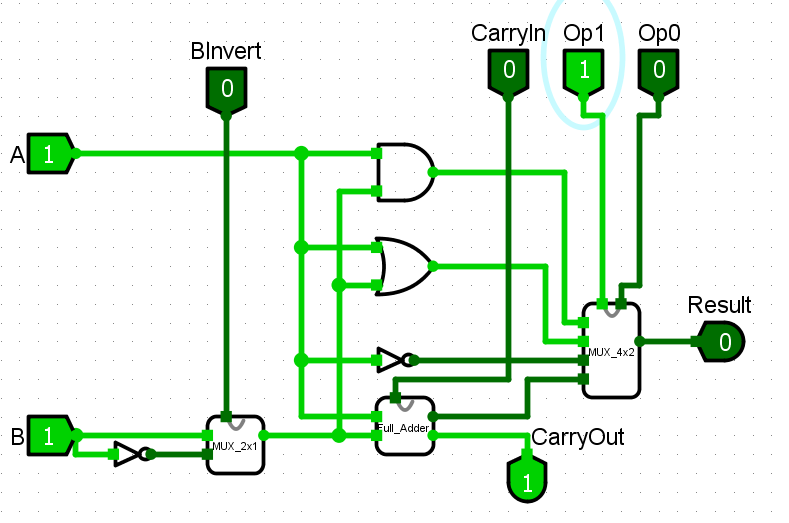 CarryIn Op1 Op0
BInvert
0 1 0
0
A 1
Result
MUX_4x2 0
B 1 MUX_2x1 Full_Adder CarryOut
1